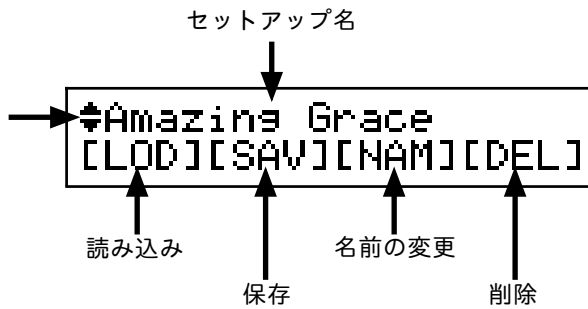 セットアップ名
Amazing Grace
[LOD][SAV][NAM][DEL]
読み込み
名前の変更
保存
削除